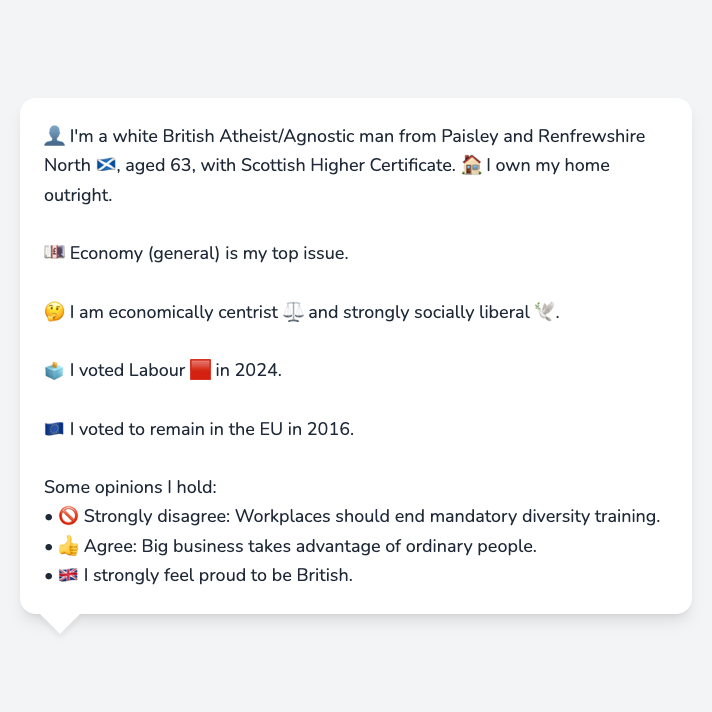 👤 I'm a white British Atheist/Agnostic man from Paisley and Renfrewshire
North 🏴󠁧󠁢󠁳󠁣󠁴󠁿, aged 63, with Scottish Higher Certificate. 🏠 I own my home
outright.
💷 Economy (general) is my top issue.
🤔 I am economically centrist ⚖️ and strongly socially liberal 🕊️.
🗳️ I voted Labour 🟥 in 2024.
🇪🇺 I voted to remain in the EU in 2016.
Some opinions I hold:
• 🚫 Strongly disagree: Workplaces should end mandatory diversity training.
• 👍 Agree: Big business takes advantage of ordinary people.
• 🇬🇧 I strongly feel proud to be British.